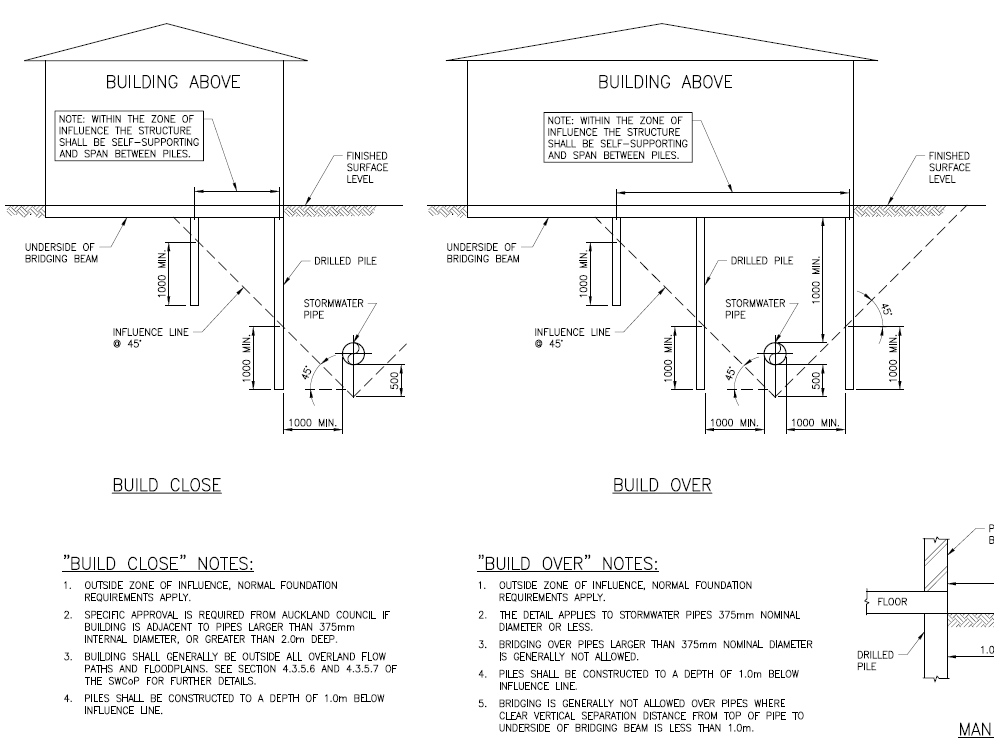 BUILDING ABOVE
NOTE: WITHIN THE ZONE OF
INFLUENCE THE STRUCTURE
SHALL BE SELF-SUPPORTING
AND SPAN BETWEEN PILES.
FINISHED
SURFACE
LEVEL
UNDERSIDE OF
BRIDGING BEAM
1000 MIN.
DRILLED PILE
STORMWATER
PIPE
INFLUENCE LINE
@ 45°
1000 MIN.
45°
500
1000 MIN.
BUILD CLOSE
BUILDING ABOVE
NOTE: WITHIN THE ZONE OF
INFLUENCE THE STRUCTURE
SHALL BE SELF-SUPPORTING
AND SPAN BETWEEN PILES.
FINISHED
SURFACE
LEVEL
UNDERSIDE OF
BRIDGING BEAM
1000 MIN.
DRILLED PILE
1000 MIN.
STORMWATER
PIPE
45°
INFLUENCE LINE
@ 45°
1000 MIN.
45°
500
1000 MIN.
1000 MIN.
1000 MIN.
BUILD OVER
"BUILD CLOSE" NOTES:
1. OUTSIDE ZONE OF INFLUENCE, NORMAL FOUNDATION
REQUIREMENTS APPLY.
2. SPECIFIC APPROVAL IS REQUIRED FROM AUCKLAND COUNCIL IF
BUILDING IS ADJACENT TO PIPES LARGER THAN 375mm
INTERNAL DIAMETER, OR GREATER THAN 2.0m DEEP.
3. BUILDING SHALL GENERALLY BE OUTSIDE ALL OVERLAND FLOW
PATHS AND FLOODPLAINS. SEE SECTION 4.3.5.6 AND 4.3.5.7 OF
THE SWCoP FOR FURTHER DETAILS.
4. PILES SHALL BE CONSTRUCTED TO A DEPTH OF 1.0m BELOW
INFLUENCE LINE.
"BUILD OVER" NOTES:
1. OUTSIDE ZONE OF INFLUENCE, NORMAL FOUNDATION
REQUIREMENTS APPLY.
2. THE DETAIL APPLIES TO STORMWATER PIPES 375mm NOMINAL
DIAMETER OR LESS.
3. BRIDGING OVER PIPES LARGER THAN 375mm NOMINAL DIAMETER
IS GENERALLY NOT ALLOWED.
4. PILES SHALL BE CONSTRUCTED TO A DEPTH OF 1.0m BELOW
INFLUENCE LINE.
5. BRIDGING IS GENERALLY NOT ALLOWED OVER PIPES WHERE
CLEAR VERTICAL SEPARATION DISTANCE FROM TOP OF PIPE TO
UNDERSIDE OF BRIDGING BEAM IS LESS THAN 1.0m.
P
B
FLOOR
DRILLED
PILE
1.0
MAN